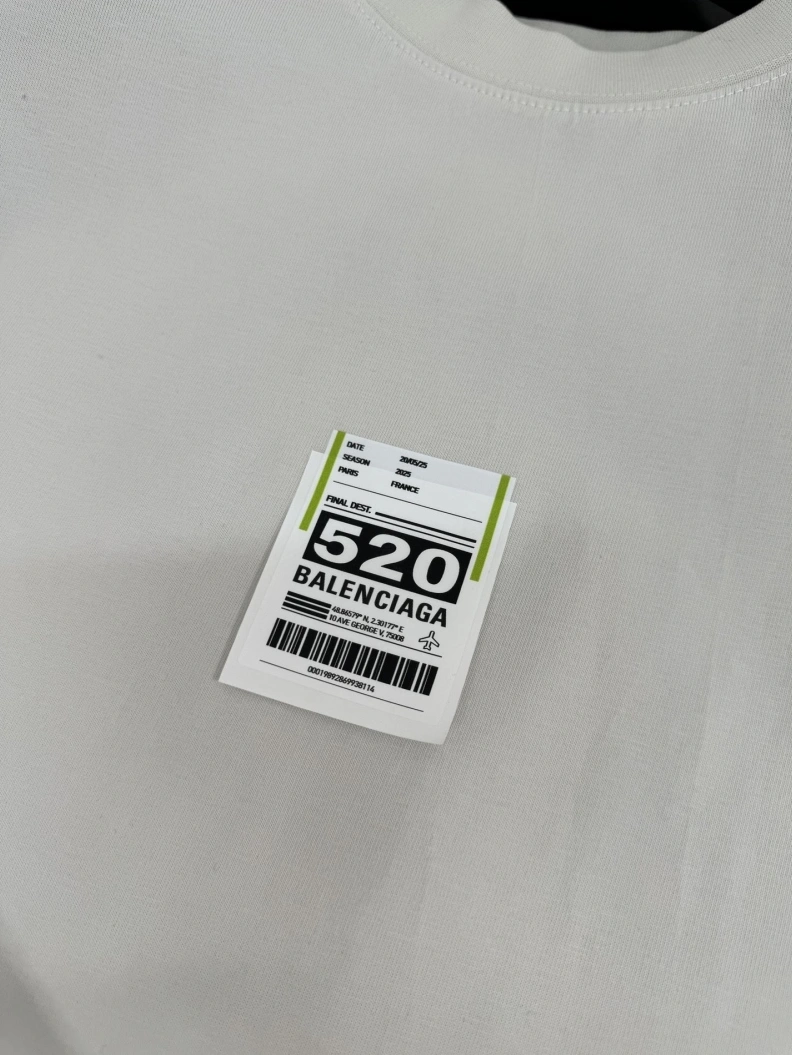 DATE 20/05/25
SEASON 2025
PARIS FRANCE
FINAL DEST.
520
BALENCIAGA
48.86579° N, 2.30177° E
10 AVE GEORGE V, 75008
00019892869938114